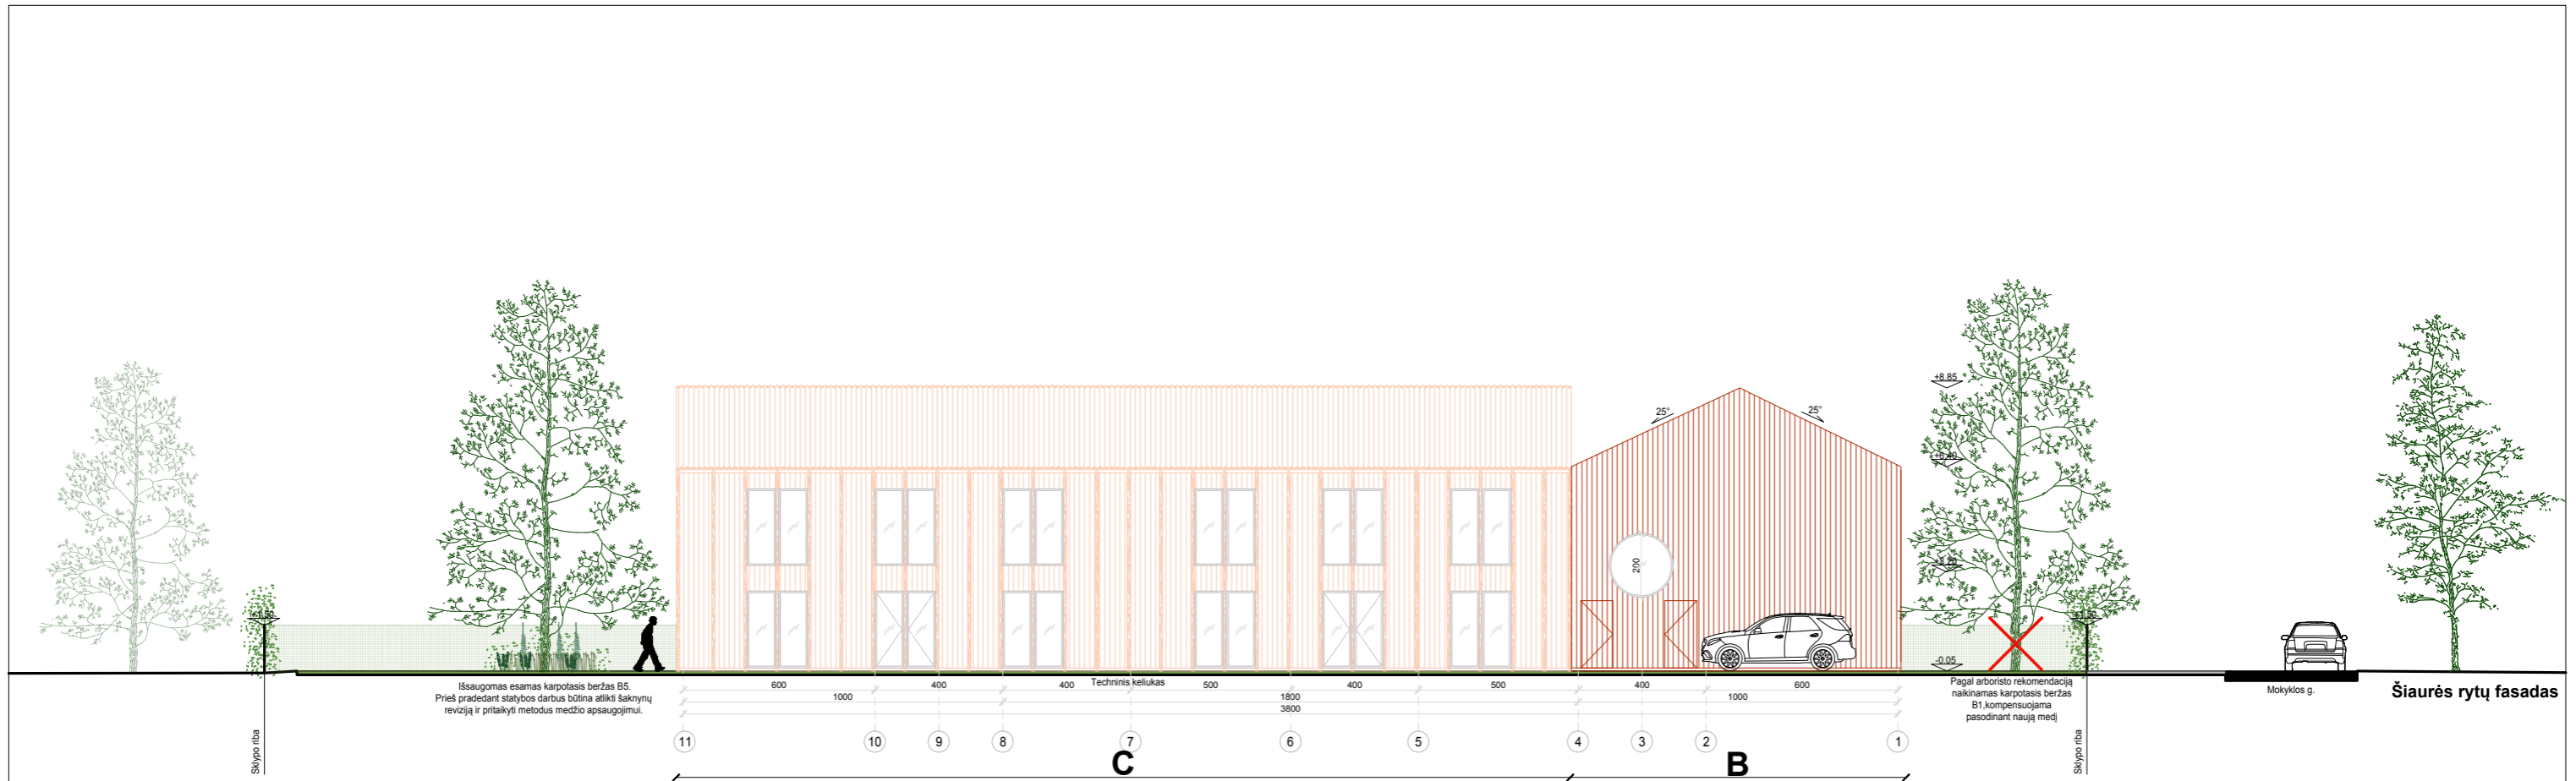 +8.85
25°
25°
+6.40
+3.20
200
+1.50
+1.50
-0.05
Išsaugomas esamas karpotasis beržas B5.
Prieš pradedant statybos darbus būtina atlikti šaknynų
reviziją ir pritaikyti metodus medžio apsaugojimui.
Techninis keliukas
600 400 400 500 400 500 400 600
1000 1800 1000
3800
Pagal arboristo rekomendaciją
naikinamas karpotasis beržas
B1,kompensuojama
pasodinant naują medį
Mokyklos g.
Šiaurės rytų fasadas
Sklypo riba
Sklypo riba
11 10 9 8 7 6 5 4 3 2 1
C B